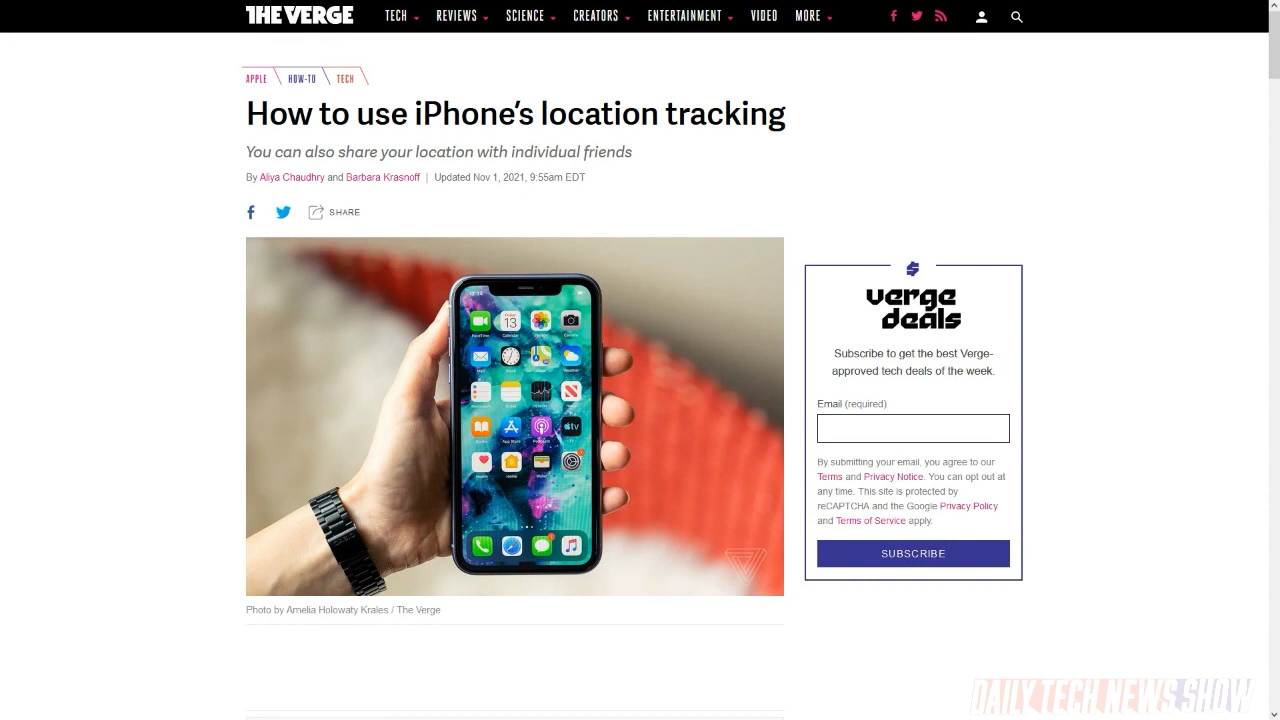 THE VERGE
TECH REVIEWS SCIENCE CREATORS ENTERTAINMENT VIDEO MORE
APPLE HOW-TO TECH
How to use iPhone's location tracking
You can also share your location with individual friends
By Aliya Chaudhry and Barbara Krasnoff | Updated Nov 1, 2021, 9:55am EDT
SHARE
13
tv
Photo by Amelia Holowaty Krales / The Verge
$
verge
deals
Subscribe to get the best Verge-
approved tech deals of the week.
Email (required)
By submitting your email, you agree to our
Terms and Privacy Notice. You can opt out at
any time. This site is protected by
reCAPTCHA and the Google Privacy Policy
and Terms of Service apply.
SUBSCRIBE
DAILY TECH NEWS SHOW